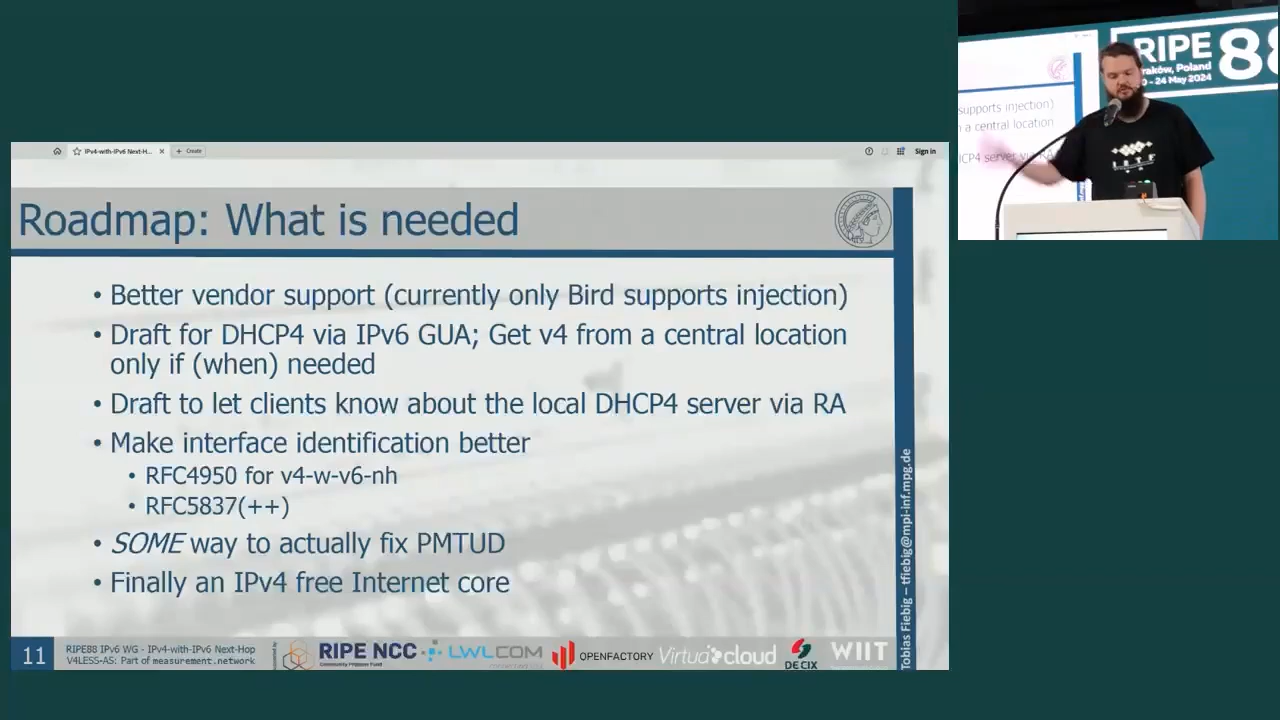 IPv4-with-IPv6 Next-H...
Create
Sign in
Roadmap: What is needed
• Better vendor support (currently only Bird supports injection)
• Draft for DHCP4 via IPv6 GUA; Get v4 from a central location
only if (when) needed
• Draft to let clients know about the local DHCP4 server via RA
• Make interface identification better
• RFC4950 for v4-w-v6-nh
• RFC5837(++)
• SOME way to actually fix PMTUD
• Finally an IPv4 free Internet core
Tobias Fiebig – tfiebig@mpi-inf.mpg.de
11
RIPE88 IPv6 WG - IPv4-with-IPv6 Next-Hop
V4LESS-AS: Part of measurement.network
RIPE NCC
Community Projects Fund
LWLCOM
OPENFACTORY
Virtua cloud
DE CIX
WIIT
RIPE 88
Kraków, Poland
- 24 May 2024
supports injection)
a central location